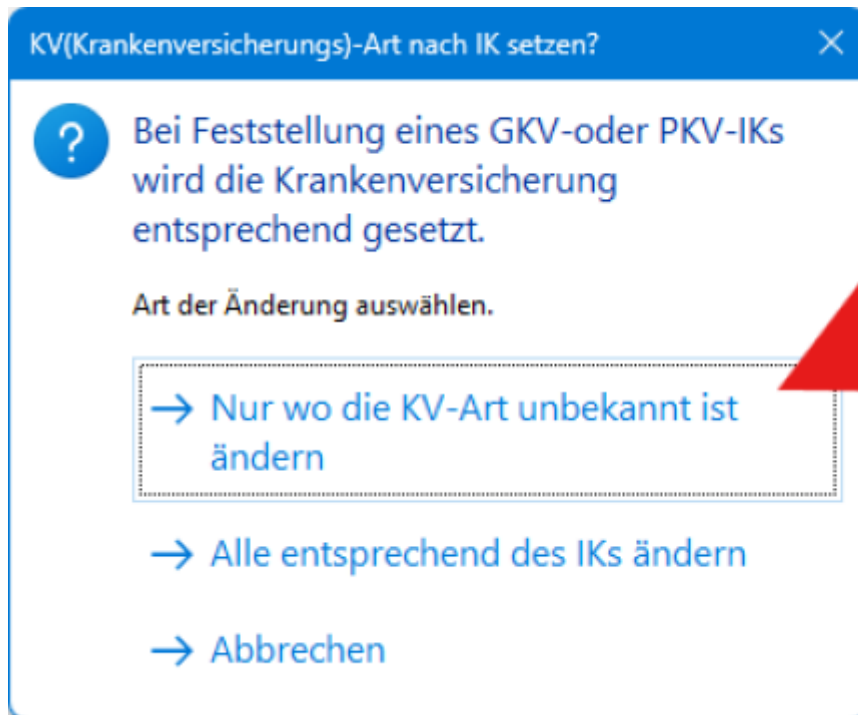 KV(Krankenversicherungs)-Art nach IK setzen?
Bei Feststellung eines GKV-oder PKV-IKs
wird die Krankenversicherung
entsprechend gesetzt.
Art der Änderung auswählen.
Nur wo die KV-Art unbekannt ist
ändern
Alle entsprechend des IKs ändern
Abbrechen